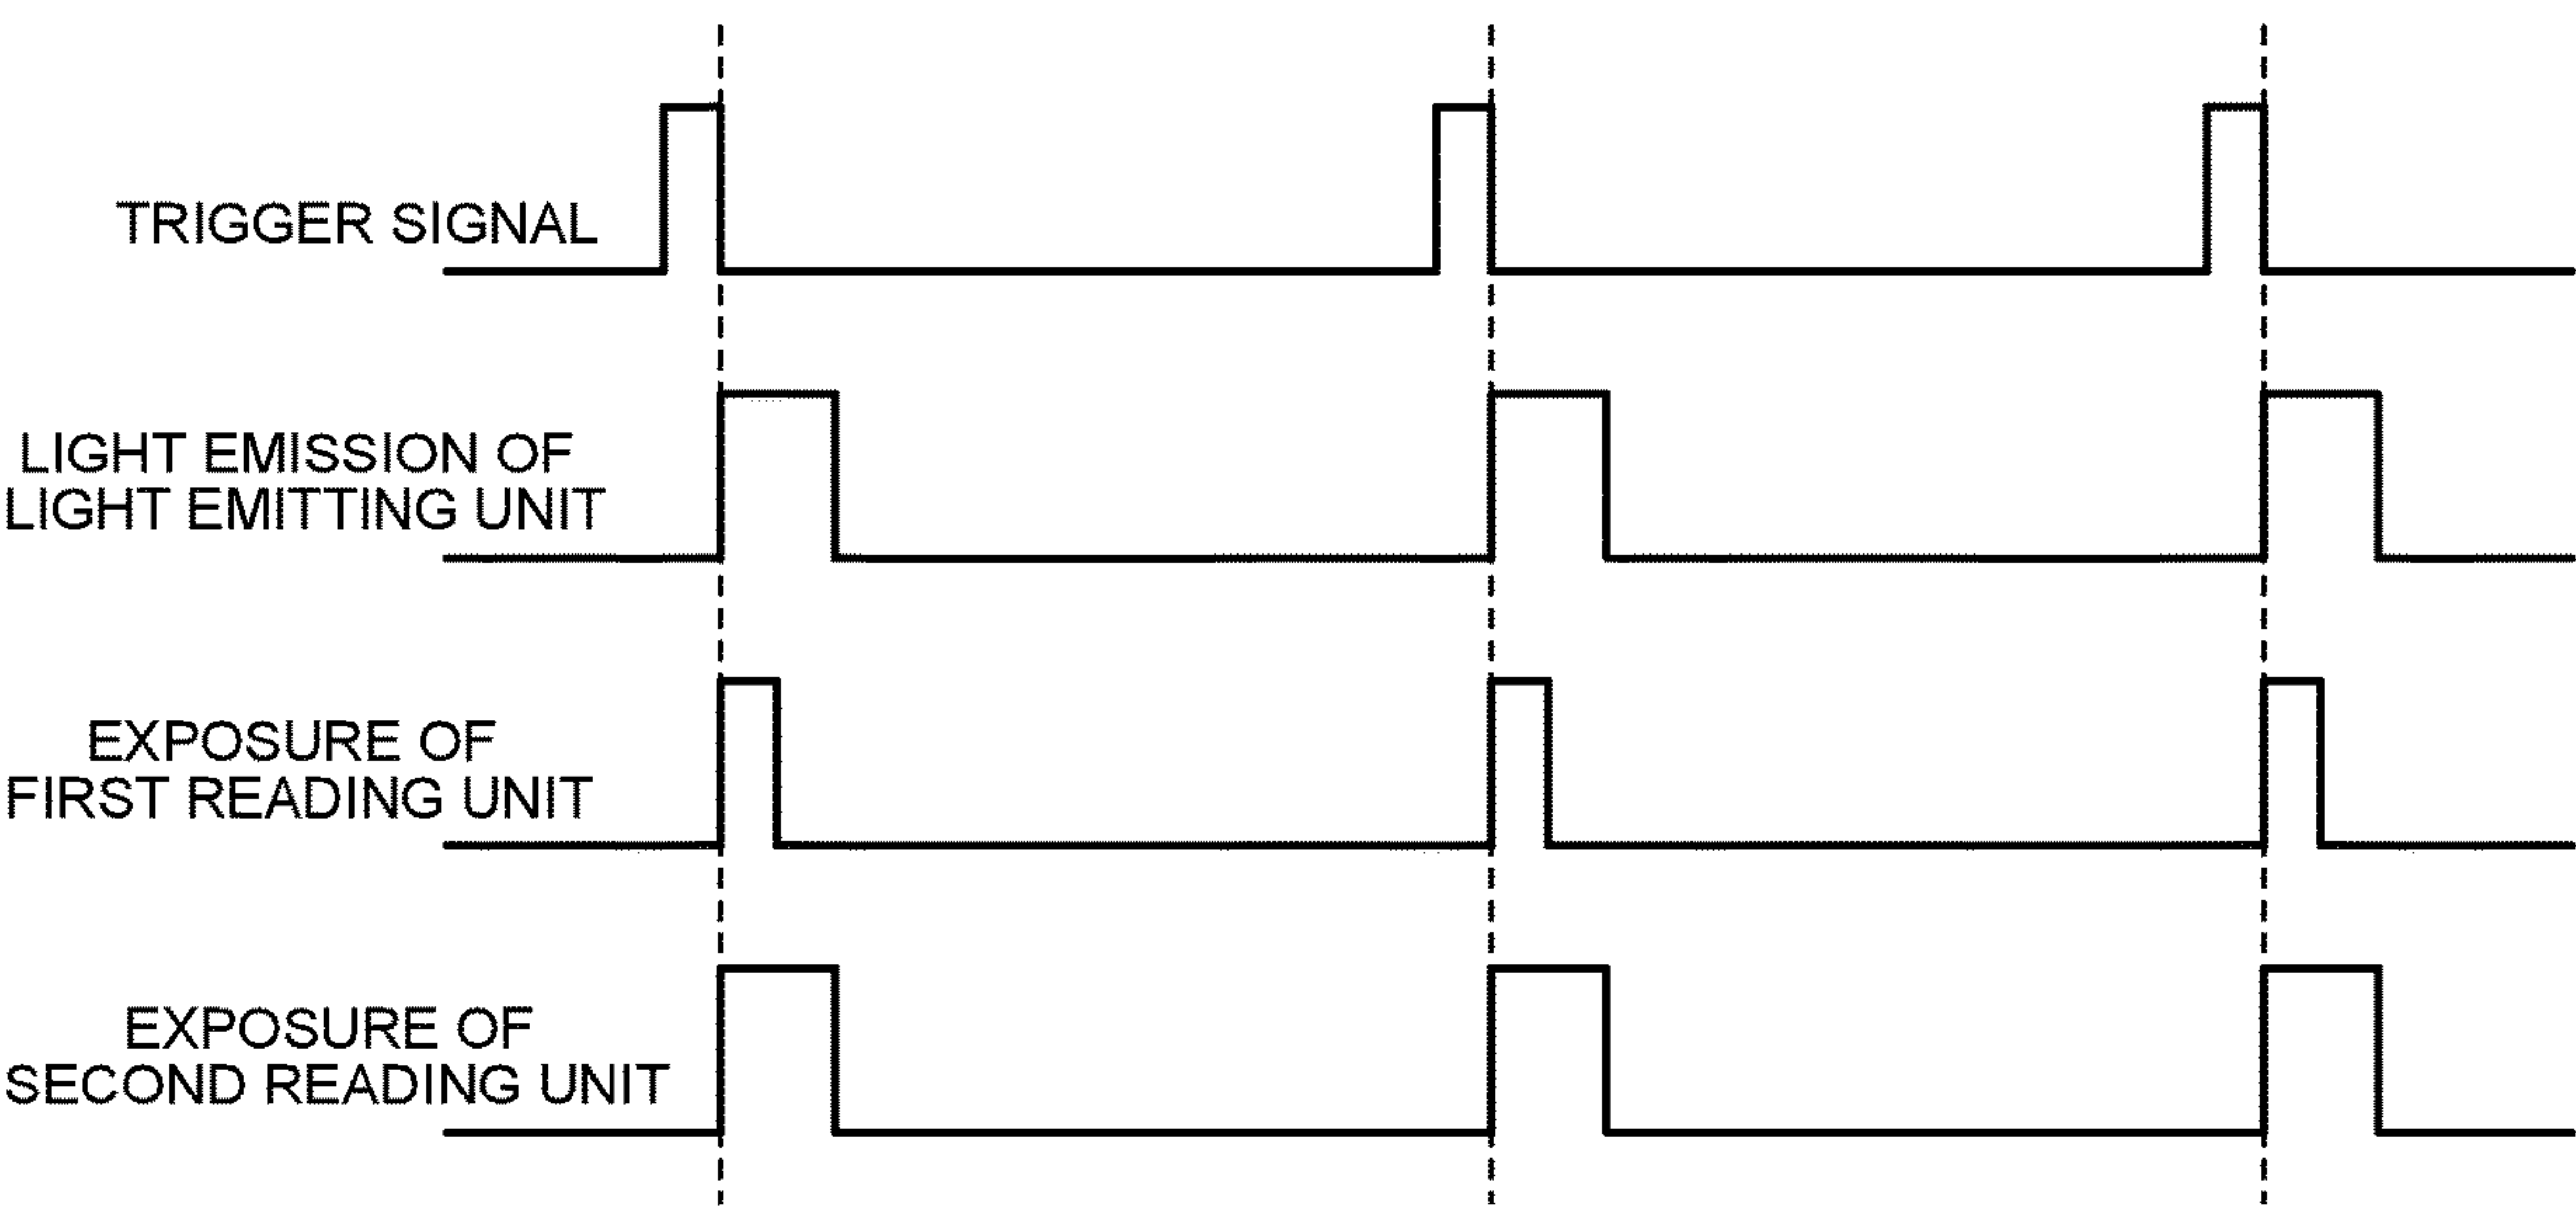 TRIGGER SIGNAL
LIGHT EMISSION OF
LIGHT EMITTING UNIT
EXPOSURE OF
FIRST READING UNIT
EXPOSURE OF
SECOND READING UNIT